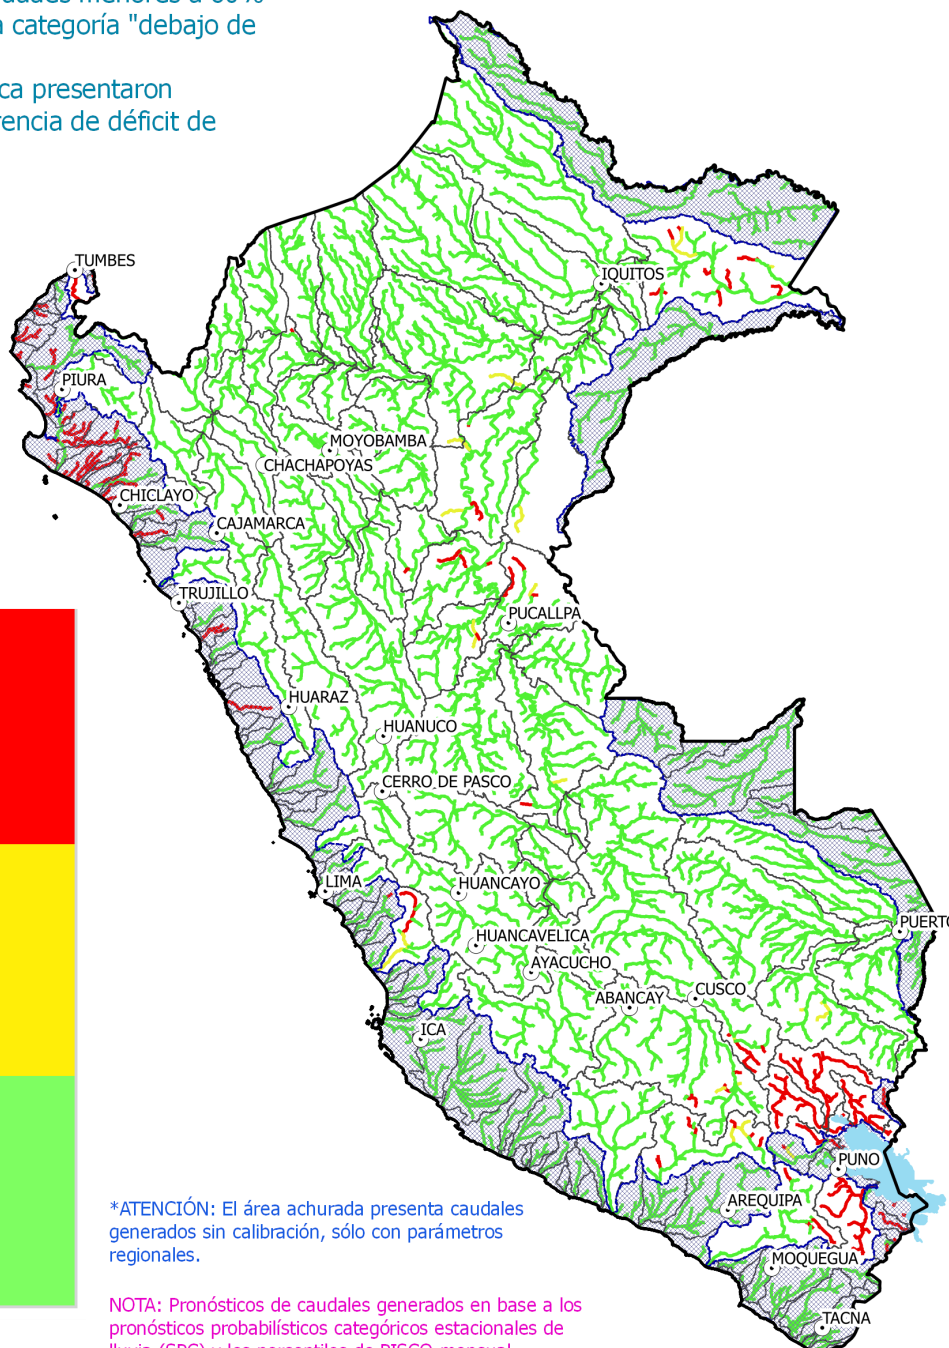 menores a 60%
categoría "debajo de
presentaron
de déficit de
TUMBES
IQUITOS
PIURA
MOYOBAMBA
CHACHAPOYAS
CHICLAYO
CAJAMARCA
TRUJILLO
PUCALLPA
HUARAZ
HUANUCO
CERRO DE PASCO
LIMA
HUANCAYO
PUERTO
HUANCAVELICA
AYACUCHO
CUSCO
ABANCAY
ICA
PUNO
AREQUIPA
MOQUEGUA
TACNA
*ATENCIÓN: El área achurada presenta caudales
generados sin calibración, sólo con parámetros
regionales.
NOTA: Pronósticos de caudales generados en base a los
pronósticos probabilísticos categóricos estacionales de